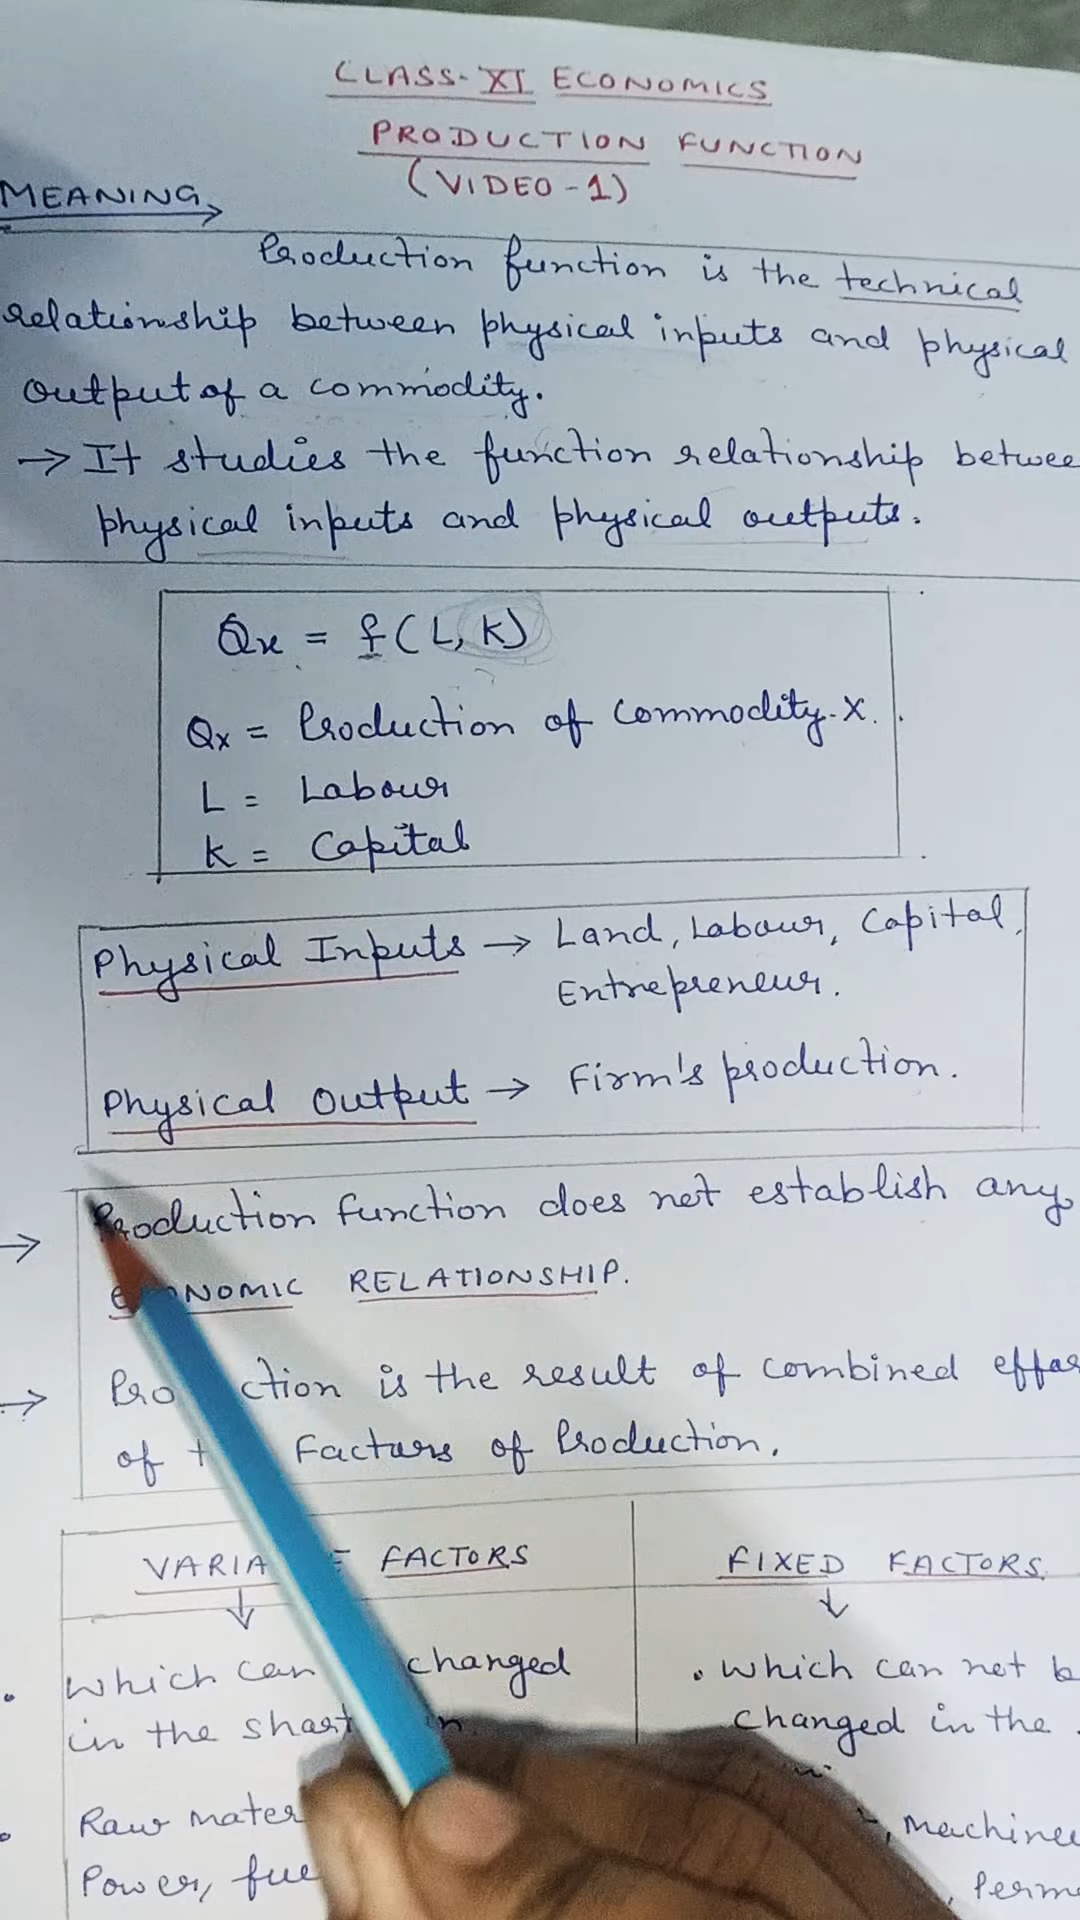 CLASS-XI ECONOMICS
PRODUCTION FUNCTION
(VIDEO-1)
MEANING
Production function is the technical
relationship between physical inputs and physical
output of a commodity.
→ It studies the function relationship betwee
physical inputs and physical outputs.
Qx = f(L, K)
Qx = Production of commodity-X.
L = Labour
K = Capital
Physical Inputs → Land, Labour, Capital,
Entrepreneur.
Physical Output → Firm's production.
→ Production function does not establish any
RELATIONSHIP.
→ is the result of combined
of Factors of Production.
FACTORS
FIXED FACTORS.
↓ ↓
. which can changed
. which can not b
in the
changed in the
Raw
Power,